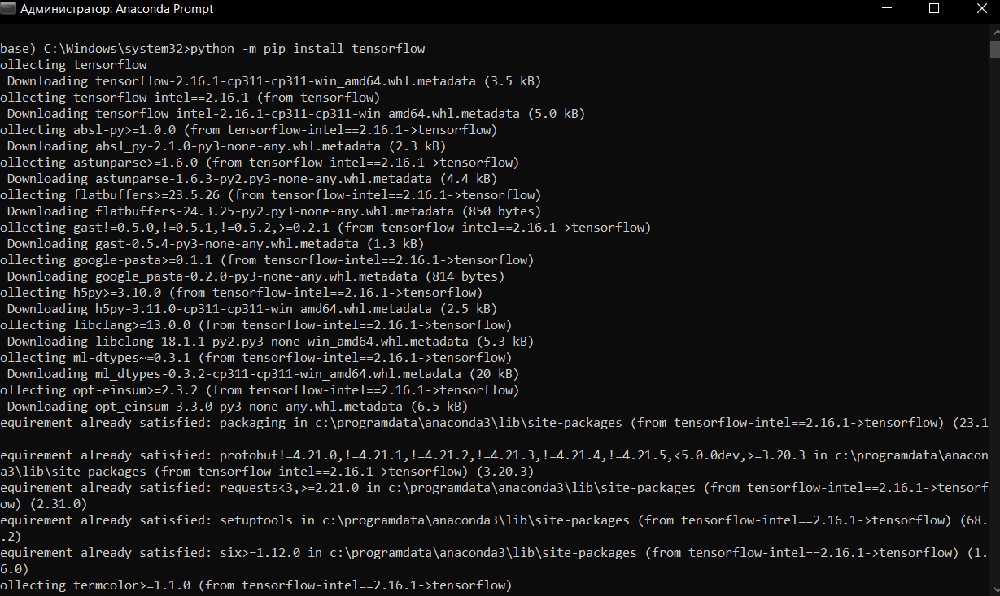 Администратор: Anaconda Prompt
base) C:\Windows\system32>python -m pip install tensorflow
ollecting tensorflow
Downloading tensorflow-2.16.1-cp311-cp311-win_amd64.whl.metadata (3.5 kB)
ollecting tensorflow-intel==2.16.1 (from tensorflow)
Downloading tensorflow_intel-2.16.1-cp311-cp311-win_amd64.whl.metadata (5.0 kB)
ollecting absl-py>=1.0.0 (from tensorflow-intel==2.16.1->tensorflow)
Downloading absl_py-2.1.0-py3-none-any.whl.metadata (2.3 kB)
ollecting astunparse>=1.6.0 (from tensorflow-intel==2.16.1->tensorflow)
Downloading astunparse-1.6.3-py2.py3-none-any.whl.metadata (4.4 kB)
ollecting flatbuffers>=23.5.26 (from tensorflow-intel==2.16.1->tensorflow)
Downloading flatbuffers-24.3.25-py2.py3-none-any.whl.metadata (850 bytes)
ollecting gast!=0.5.0,!=0.5.1,!=0.5.2,>=0.2.1 (from tensorflow-intel==2.16.1->tensorflow)
Downloading gast-0.5.4-py3-none-any.whl.metadata (1.3 kB)
ollecting google-pasta>=0.1.1 (from tensorflow-intel==2.16.1->tensorflow)
Downloading google_pasta-0.2.0-py3-none-any.whl.metadata (814 bytes)
ollecting h5py>=3.10.0 (from tensorflow-intel==2.16.1->tensorflow)
Downloading h5py-3.11.0-cp311-cp311-win_amd64.whl.metadata (2.5 kB)
ollecting libclang>=13.0.0 (from tensorflow-intel==2.16.1->tensorflow)
Downloading libclang-18.1.1-py2.py3-none-win_amd64.whl.metadata (5.3 kB)
ollecting ml-dtypes~=0.3.1 (from tensorflow-intel==2.16.1->tensorflow)
Downloading ml_dtypes-0.3.2-cp311-cp311-win_amd64.whl.metadata (20 kB)
ollecting opt-einsum>=2.3.2 (from tensorflow-intel==2.16.1->tensorflow)
Downloading opt_einsum-3.3.0-py3-none-any.whl.metadata (6.5 kB)
equirement already satisfied: packaging in c:\programdata\anaconda3\lib\site-packages (from tensorflow-intel==2.16.1->tensorflow) (23.1
equirement already satisfied: protobuf!=4.21.0,!=4.21.1,!=4.21.2,!=4.21.3,!=4.21.4,!=4.21.5,<5.0.0dev,>=3.20.3 in c:\programdata\anacon
a3\lib\site-packages (from tensorflow-intel==2.16.1->tensorflow) (3.20.3)
equirement already satisfied: requests<3,>=2.21.0 in c:\programdata\anaconda3\lib\site-packages (from tensorflow-intel==2.16.1->tensorf
ow) (2.31.0)
equirement already satisfied: setuptools in c:\programdata\anaconda3\lib\site-packages (from tensorflow-intel==2.16.1->tensorflow) (68.
.2)
equirement already satisfied: six>=1.12.0 in c:\programdata\anaconda3\lib\site-packages (from tensorflow-intel==2.16.1->tensorflow) (1.
6.0)
ollecting termcolor>=1.1.0 (from tensorflow-intel==2.16.1->tensorflow)